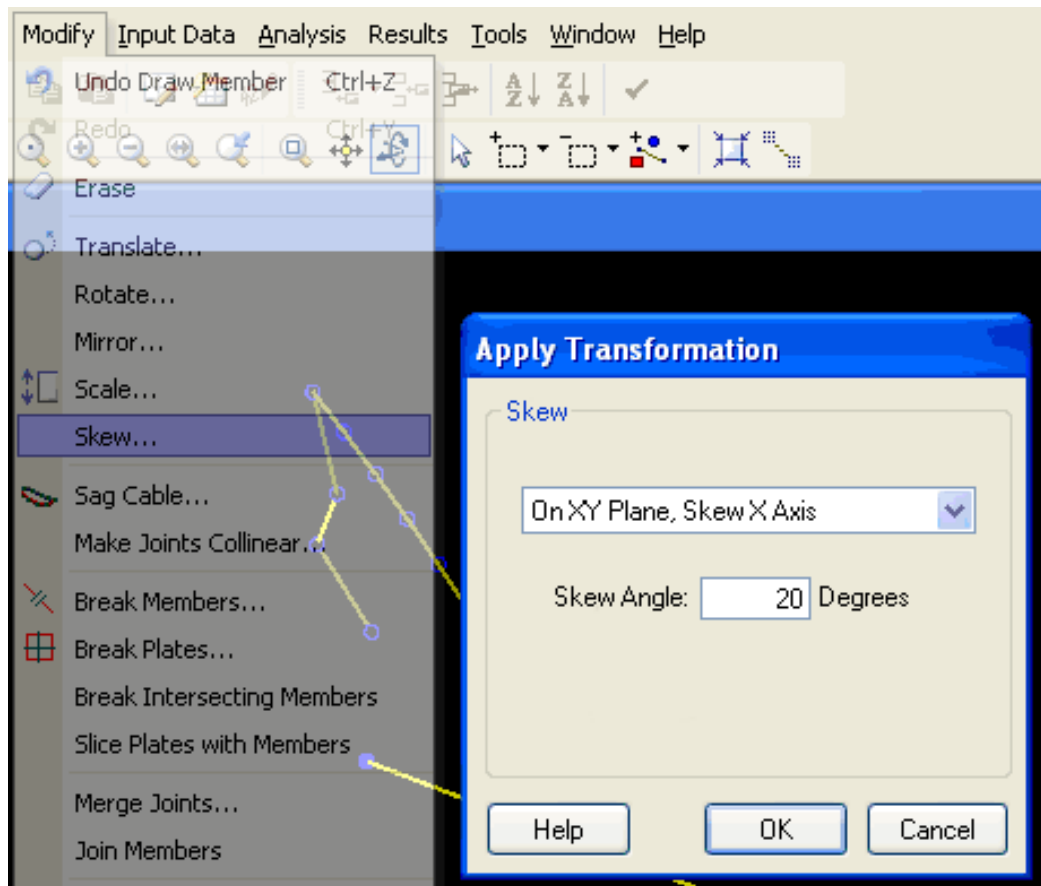 Modify Input Data Analysis Results Tools Window Help
Undo Draw Member Ctrl+Z
Redo Ctrl+Y
Erase
Translate...
Rotate...
Mirror...
Scale...
Skew...
Sag Cable...
Make Joints Collinear...
Break Members...
Break Plates...
Break Intersecting Members
Slice Plates with Members
Merge Joints...
Join Members
Apply Transformation
Skew
On XY Plane, Skew X Axis
Skew Angle: 20 Degrees
Help OK Cancel